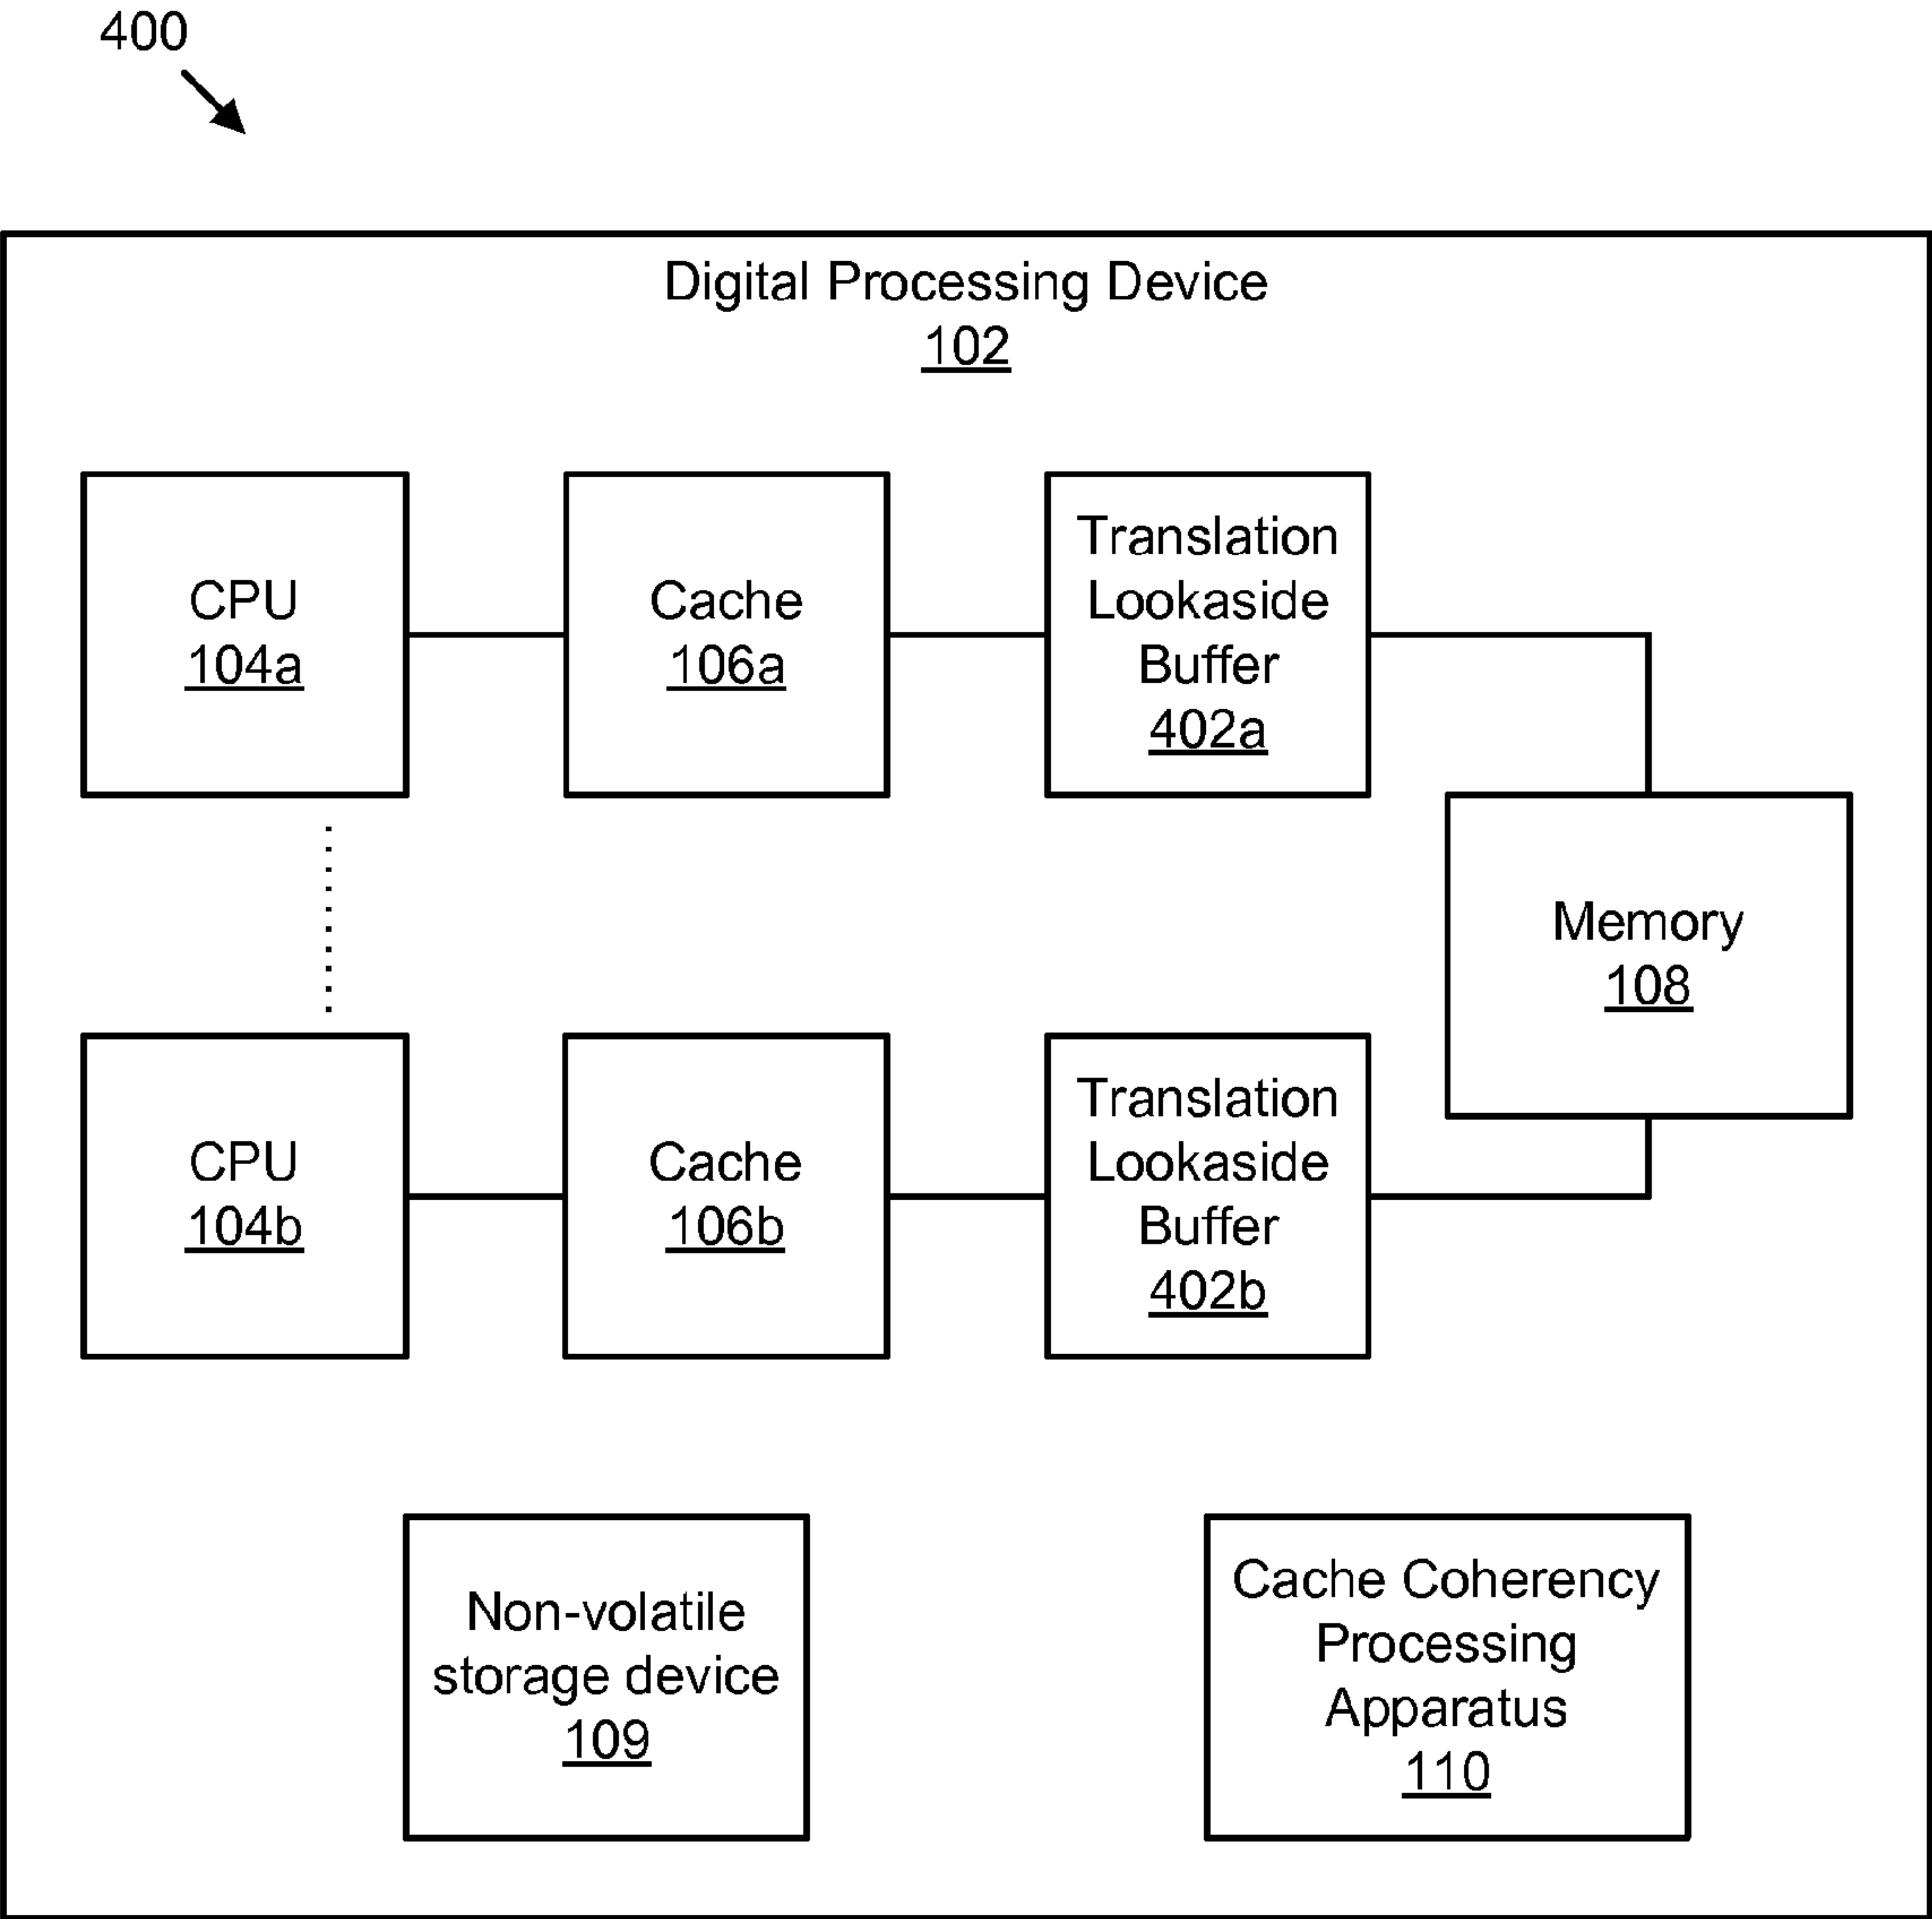 400
Digital Processing Device
102
CPU
104a
Cache
106a
Translation
Lookaside
Buffer
402a
Memory
108
CPU
104b
Cache
106b
Translation
Lookaside
Buffer
402b
Non-volatile
storage device
109
Cache Coherency
Processing
Apparatus
110